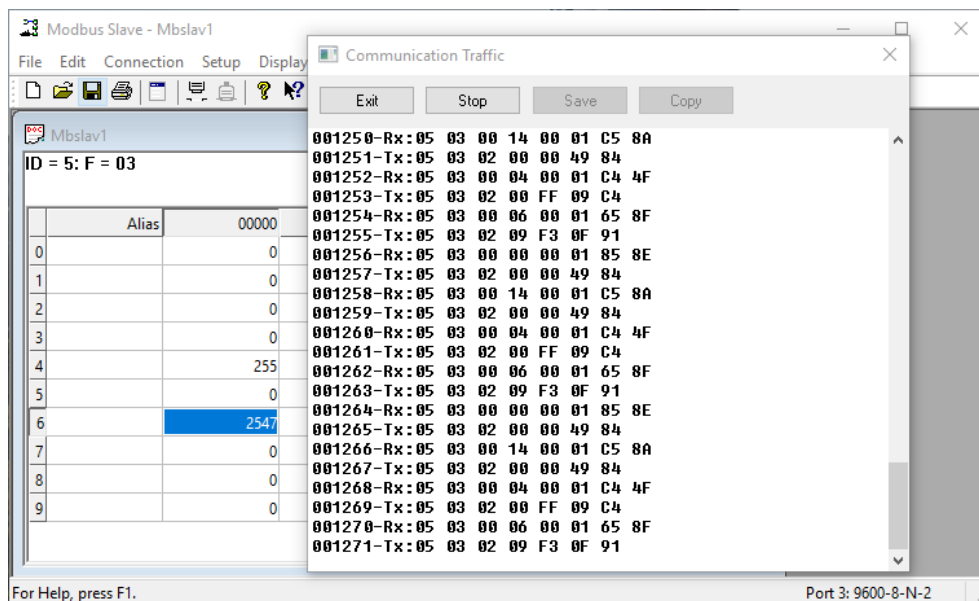 Modbus Slave - Mbslav1
File Edit Connection Setup Display
Mbslav1
ID = 5: F = 03
Alias 00000
0 0
1 0
2 0
3 0
4 255
5 0
6 2547
7 0
8 0
9 0
Communication Traffic
Exit Stop Save Copy
001250-Rx:05 03 00 14 00 01 C5 8A
001251-Tx:05 03 02 00 00 49 84
001252-Rx:05 03 00 04 00 01 C4 4F
001253-Tx:05 03 02 00 FF 09 C4
001254-Rx:05 03 00 06 00 01 65 8F
001255-Tx:05 03 02 09 F3 0F 91
001256-Rx:05 03 00 00 00 01 85 8E
001257-Tx:05 03 02 00 00 49 84
001258-Rx:05 03 00 14 00 01 C5 8A
001259-Tx:05 03 02 00 00 49 84
001260-Rx:05 03 00 04 00 01 C4 4F
001261-Tx:05 03 02 00 FF 09 C4
001262-Rx:05 03 00 06 00 01 65 8F
001263-Tx:05 03 02 09 F3 0F 91
001264-Rx:05 03 00 00 00 01 85 8E
001265-Tx:05 03 02 00 00 49 84
001266-Rx:05 03 00 14 00 01 C5 8A
001267-Tx:05 03 02 00 00 49 84
001268-Rx:05 03 00 04 00 01 C4 4F
001269-Tx:05 03 02 00 FF 09 C4
001270-Rx:05 03 00 06 00 01 65 8F
001271-Tx:05 03 02 09 F3 0F 91
For Help, press F1.
Port 3: 9600-8-N-2